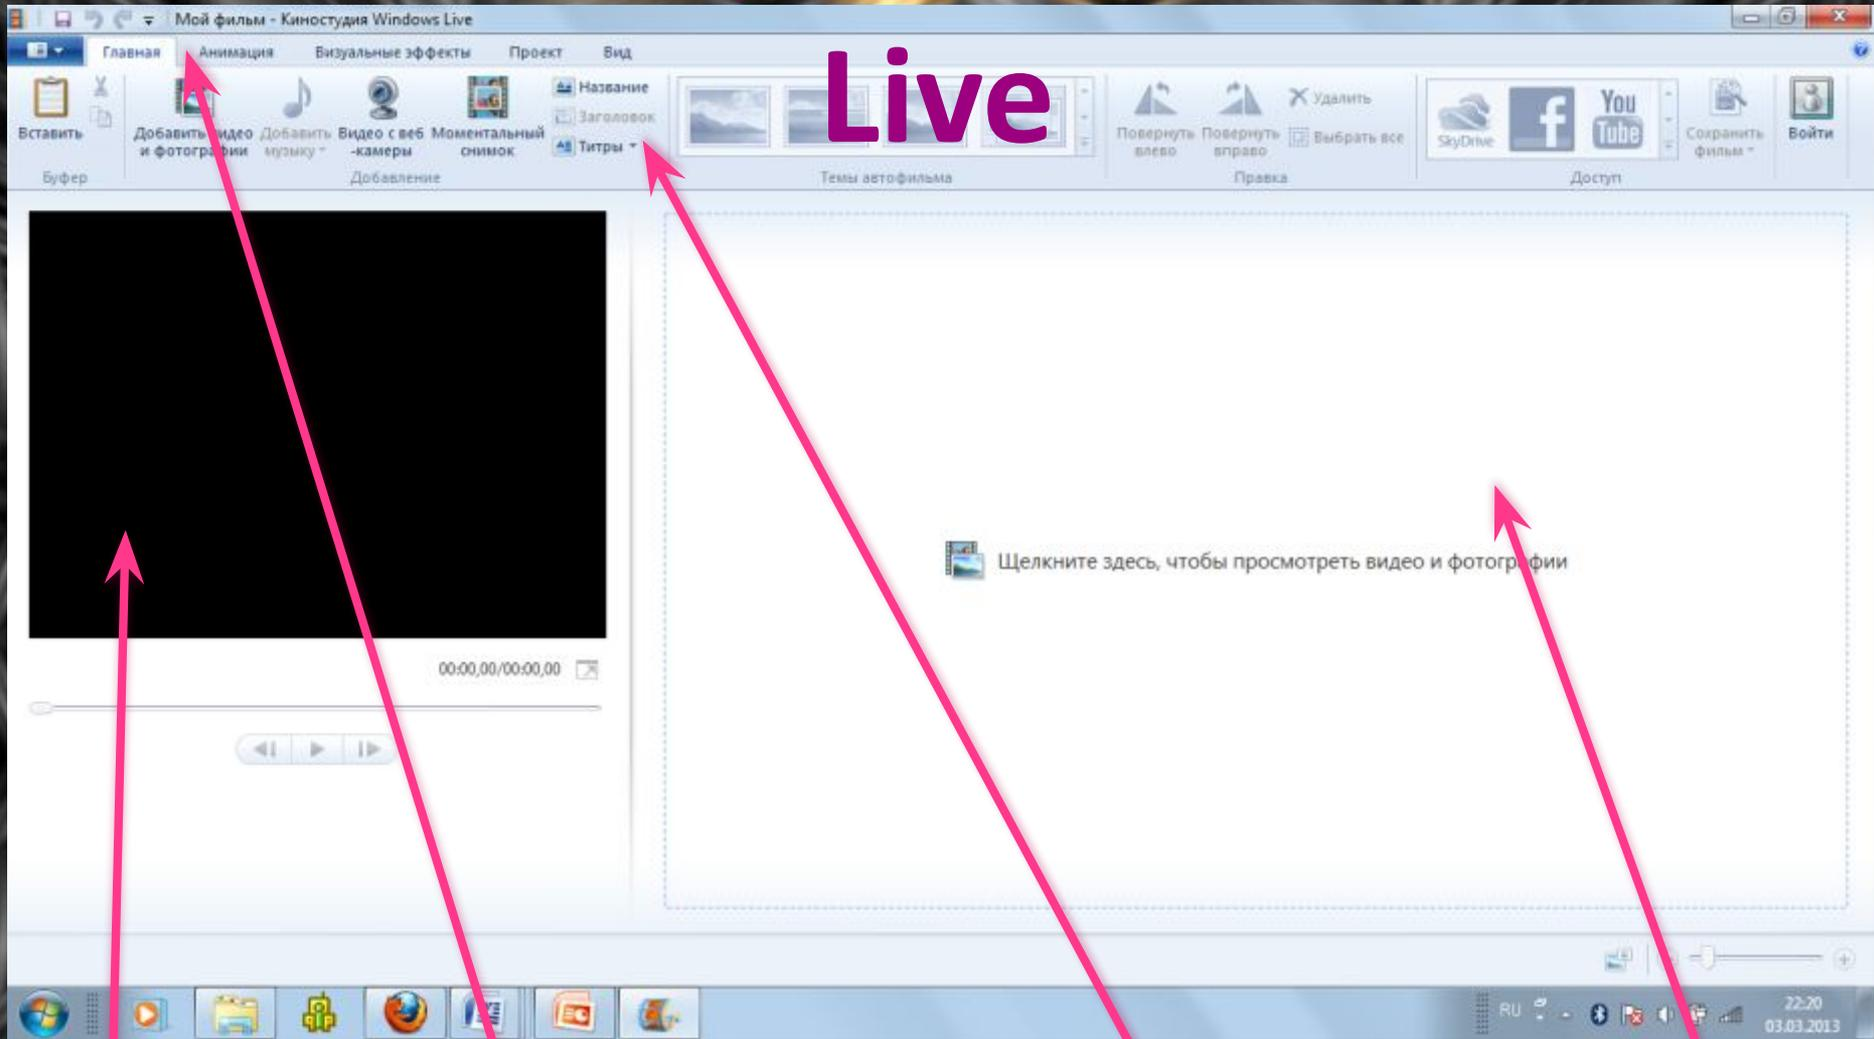 Мой фильм - Киностудия Windows Live
Главная Анимация Визуальные эффекты Проект Вид
Live
Вставить
Добавить видео и фотографии
Добавить музыку
Видео с веб-камеры
Моментальный снимок
Название
Заголовок
Титры
Повернуть влево
Повернуть вправо
Удалить
Выбрать все
SkyDrive
f
You Tube
Сохранить фильм
Войти
Буфер Добавление Темы автофильма Правка Доступ
Щелкните здесь, чтобы просмотреть видео и фотографии
00:00,00/00:00,00
RU
22:20
03.03.2013